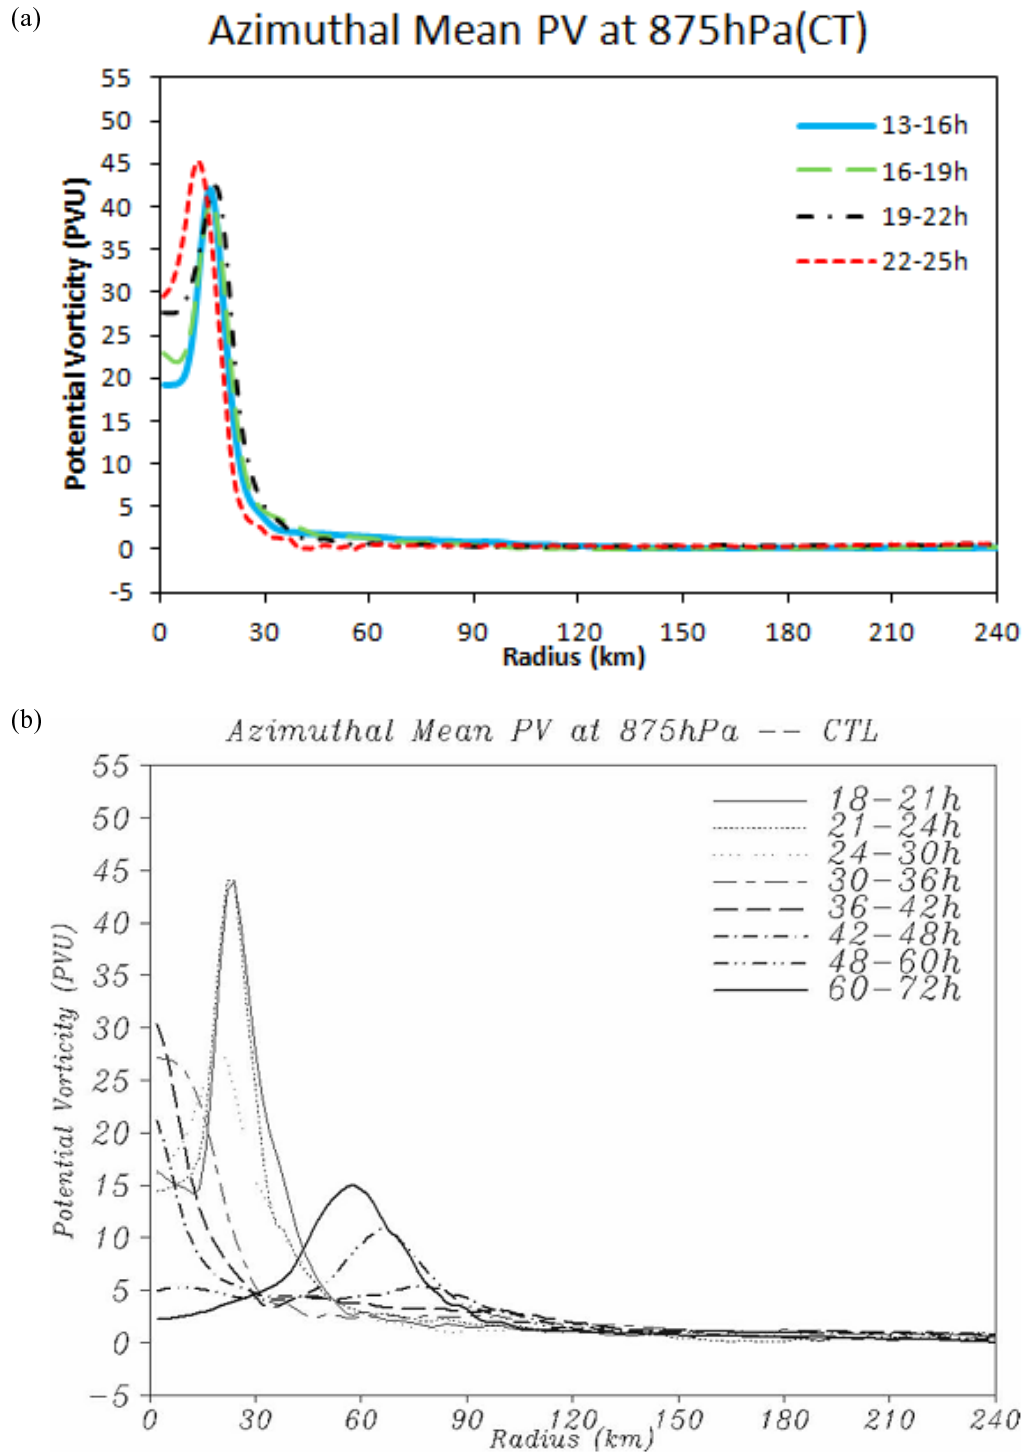 (a)
Azimuthal Mean PV at 875hPa(CT)
55
50
45
40
35
30
25
20
15
10
5
0
-5
Potential Vorticity (PVU)
13-16h
16-19h
19-22h
22-25h
0 30 60 90 120 150 180 210 240
Radius (km)
(b)
Azimuthal Mean PV at 875hPa -- CTL
55
50
45
40
35
30
25
20
15
10
5
0
-5
Potential Vorticity (PVU)
18-21h
21-24h
24-30h
30-36h
36-42h
42-48h
48-60h
60-72h
0 30 60 90 120 150 180 210 240
Radius (km)